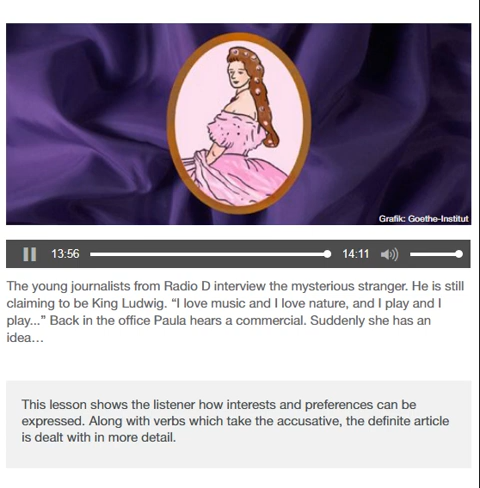 Grafik: Goethe-Institut
13:56 14:11
The young journalists from Radio D interview the mysterious stranger. He is still
claiming to be King Ludwig. “I love music and I love nature, and I play and I
play...” Back in the office Paula hears a commercial. Suddenly she has an
idea…
This lesson shows the listener how interests and preferences can be
expressed. Along with verbs which take the accusative, the definite article
is dealt with in more detail.